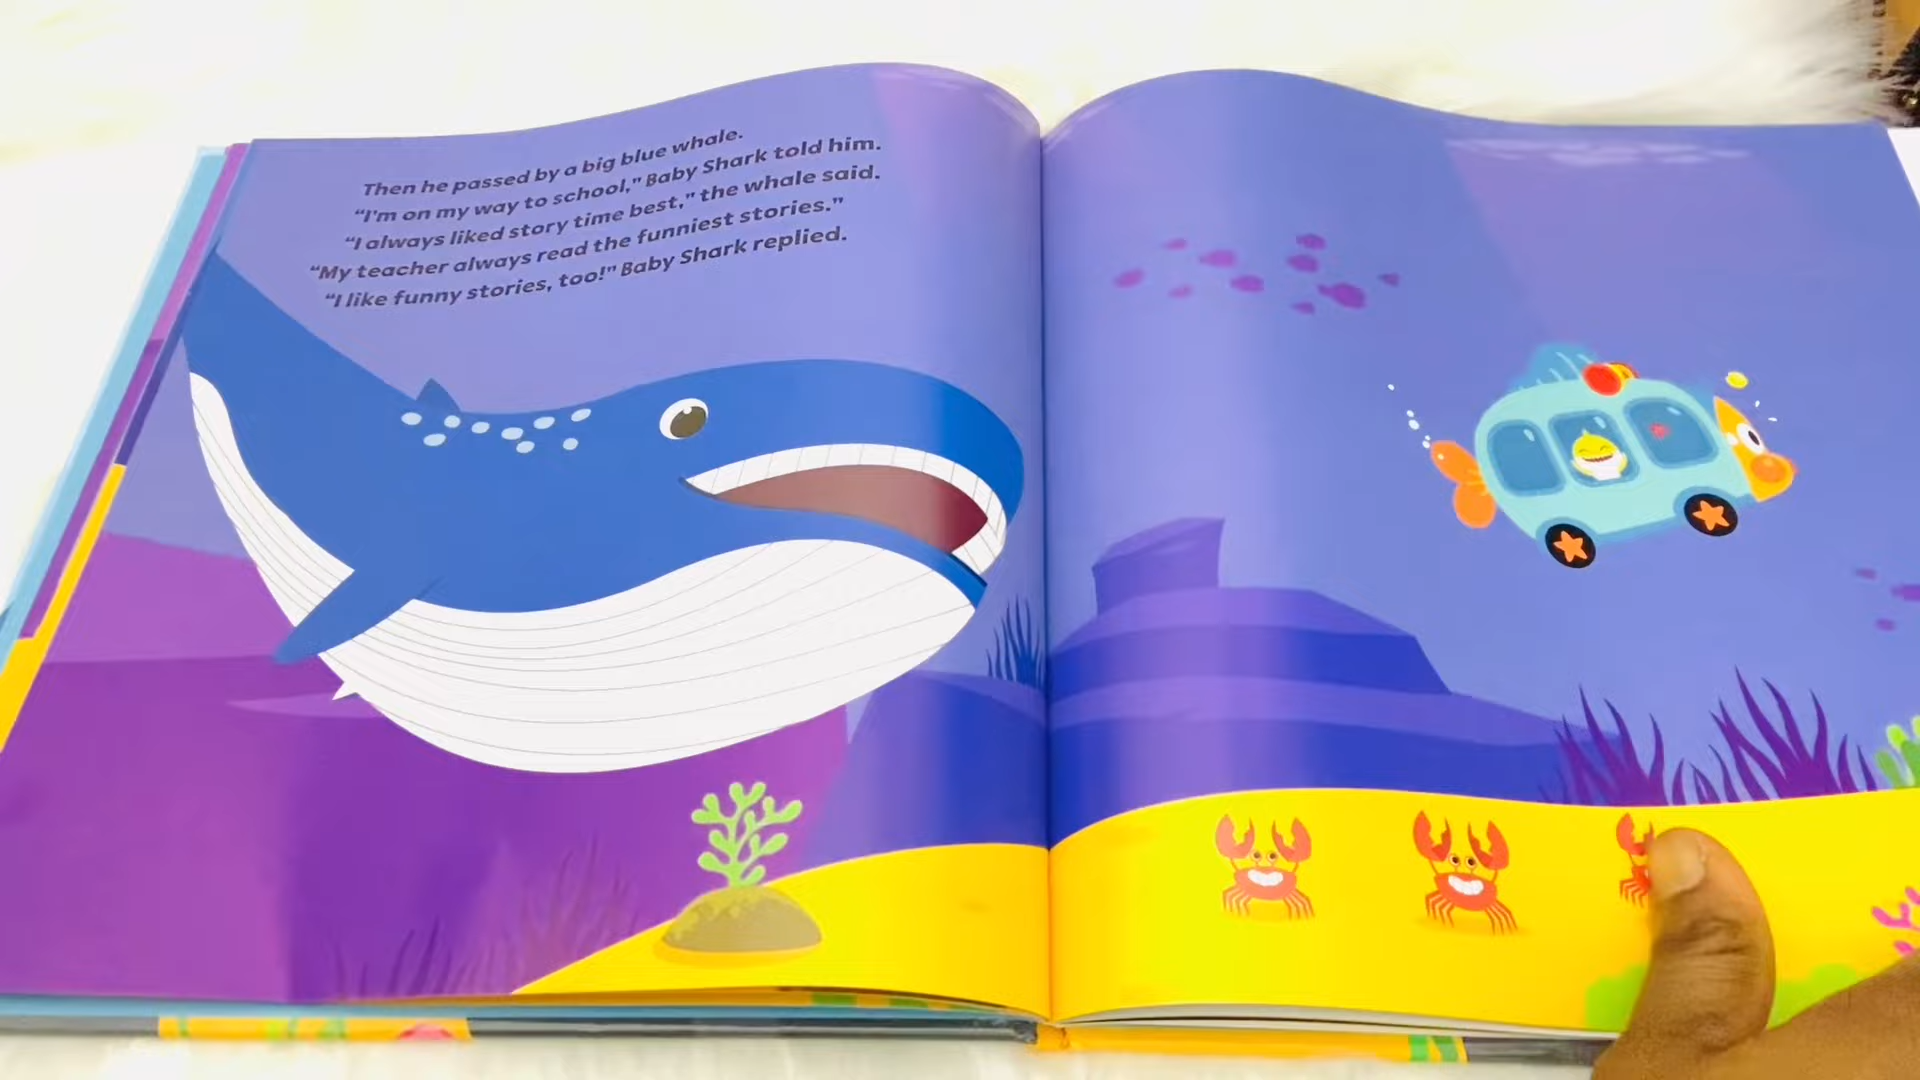 Then he passed by a big blue whale.
“I'm on my way to school,” Baby Shark told him.
“I always liked story time best,” the whale said.
“My teacher always read the funniest stories.”
“I like funny stories, too!” Baby Shark replied.